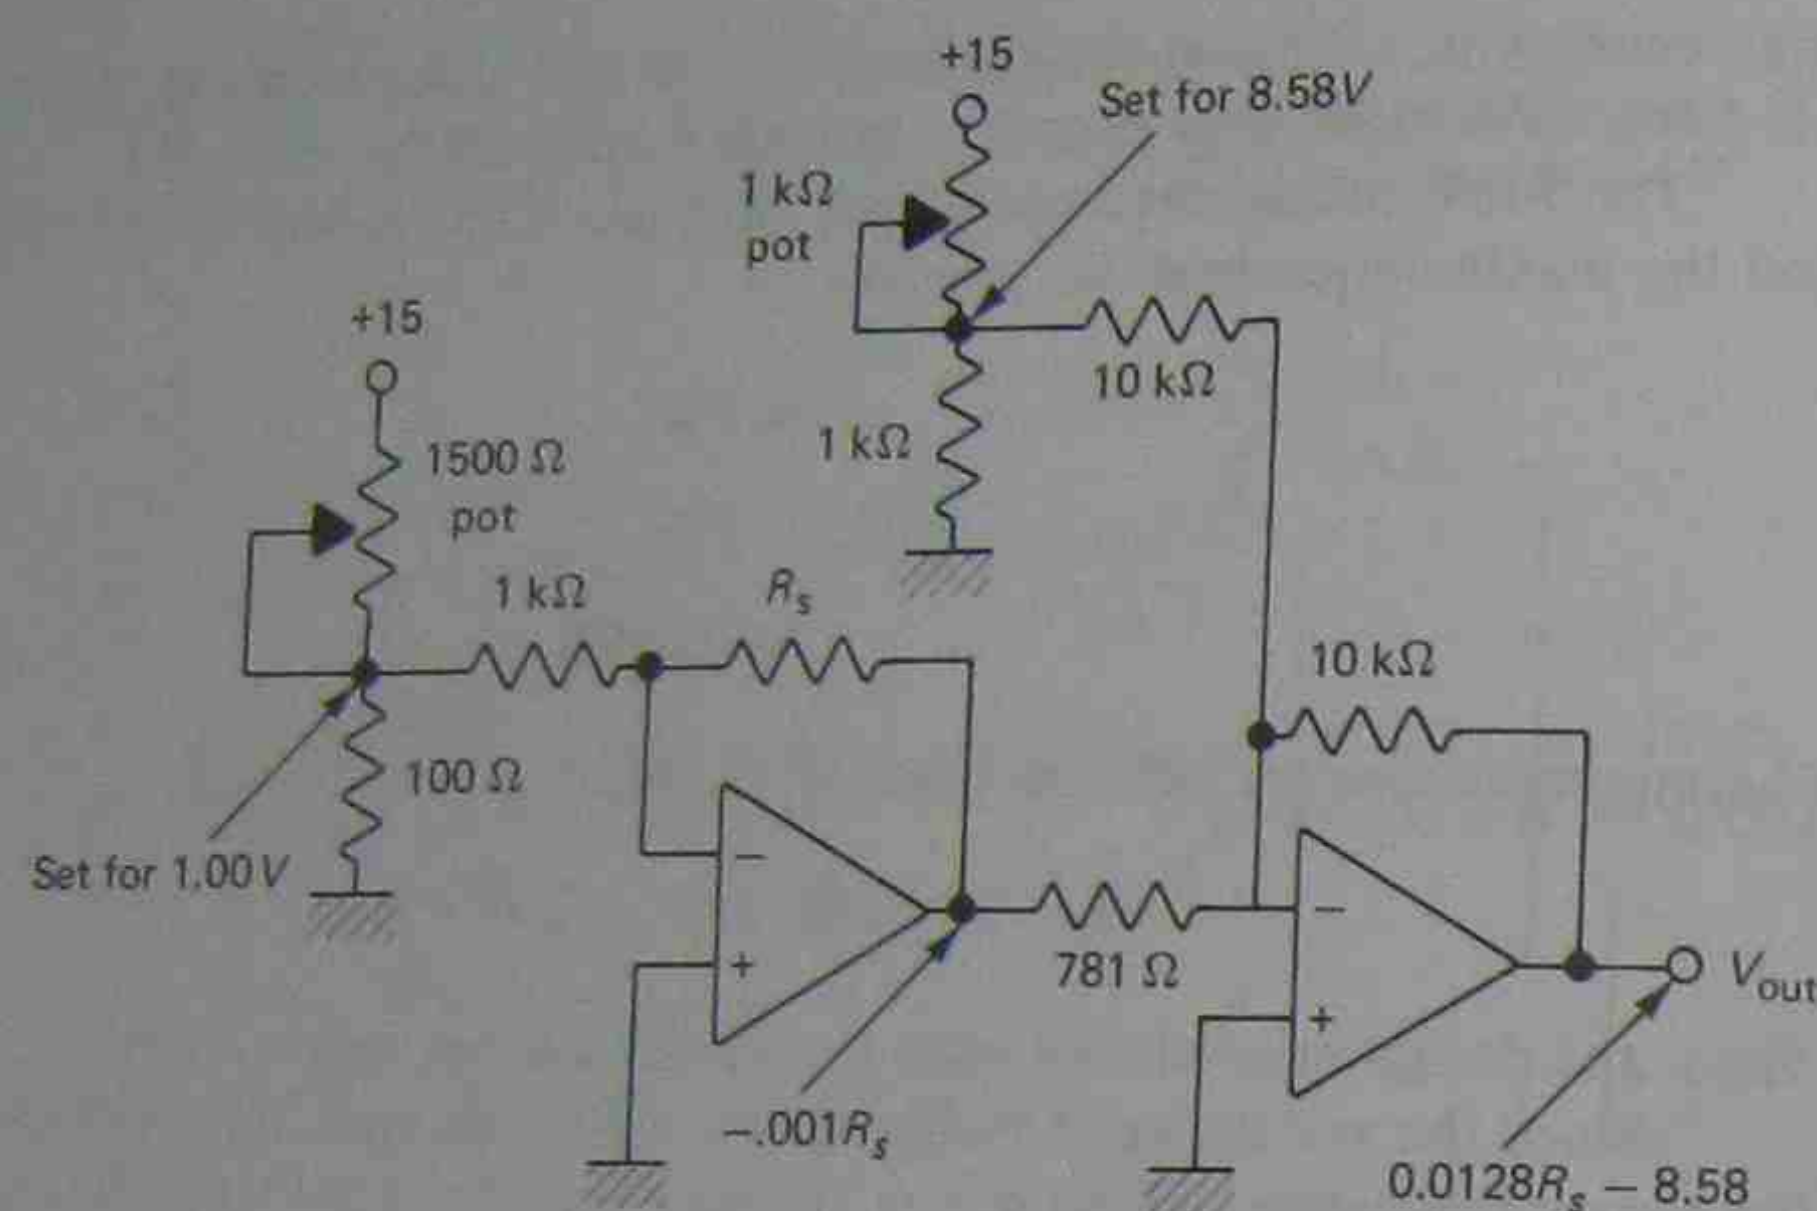 +15
Set for 8.58V
1 kΩ
pot
+15
10 kΩ
1500 Ω
pot
1 kΩ
1 kΩ
Rs
10 kΩ
100 Ω
Set for 1.00V
−
+
781 Ω
−
+
Vout
−.001Rs
0.0128Rs − 8.58